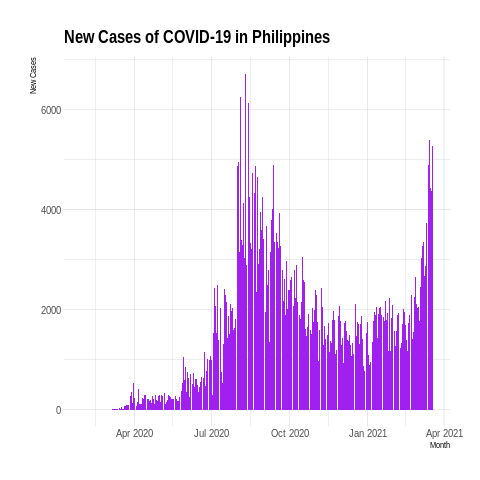 New Cases of COVID-19 in Philippines
New Cases
6000
4000
2000
0
Apr 2020 Jul 2020 Oct 2020 Jan 2021 Apr 2021
Month